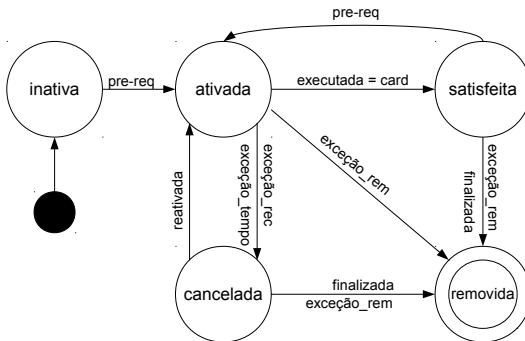 pre-req
inativa
pre-req
ativada
executada = card
satisfeita
exceção_rem
reativada
exceção_rec
exceção_tempo
exceção_rem
finalizada
cancelada
finalizada
exceção_rem
removida